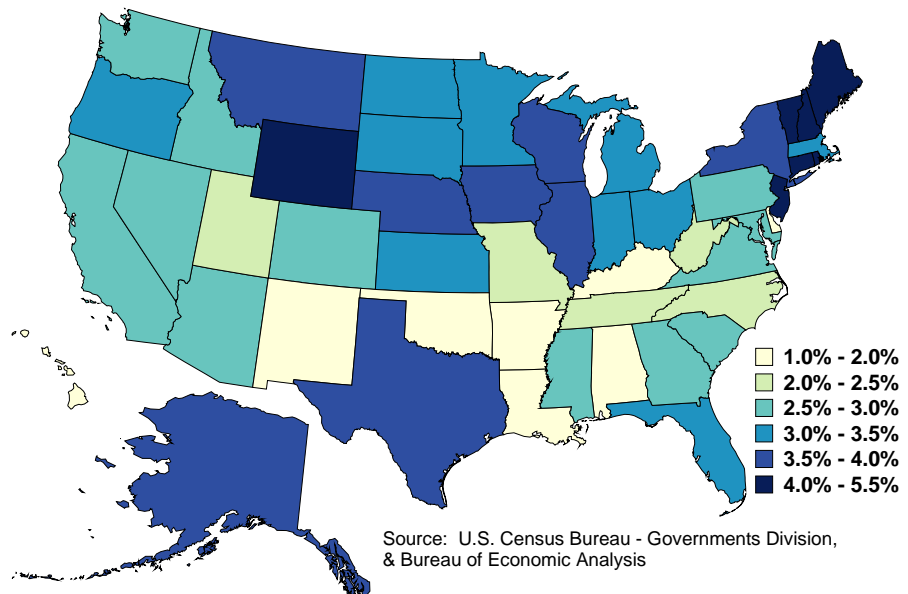 1.0% - 2.0%
2.0% - 2.5%
2.5% - 3.0%
3.0% - 3.5%
3.5% - 4.0%
4.0% - 5.5%
Source:  U.S. Census Bureau - Governments Division,
& Bureau of Economic Analysis